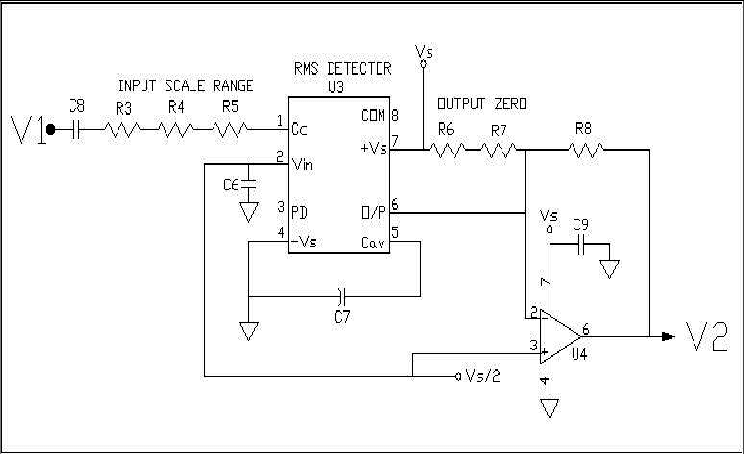 Vs
RMS DETECTER
U3
INPUT SCALE RANGE
OUTPUT ZERO
C8 R3 R4 R5
R6 R7 R8
V1
1 Cc
COM 8
+Vs 7
2 Vin
C6
3 PD
O/P 6
4 -Vs
Cav 5
C7
Vs
C9
7
2 -
6
3 +
U4
4
V2
Vs/2